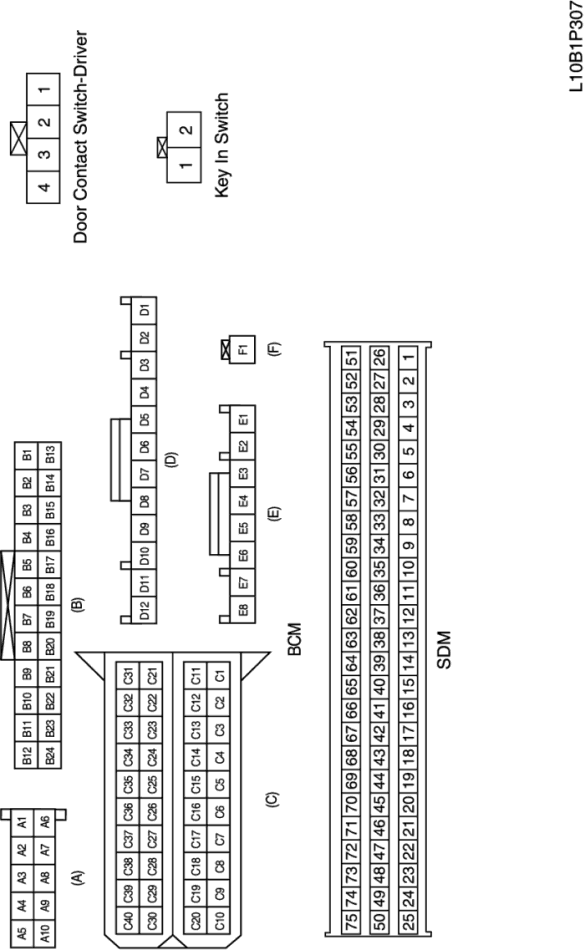 A5 A4 A3 A2 A1
A10 A9 A8 A7 A6
(A)
B12 B11 B10 B9 B8 B7 B6 B5 B4 B3 B2 B1
B24 B23 B22 B21 B20 B19 B18 B17 B16 B15 B14 B13
(B)
4 3 2 1
Door Contact Switch-Driver
C40 C39 C38 C37 C36 C35 C34 C33 C32 C31
C30 C29 C28 C27 C26 C25 C24 C23 C22 C21
C20 C19 C18 C17 C16 C15 C14 C13 C12 C11
C10 C9 C8 C7 C6 C5 C4 C3 C2 C1
(C)
D12 D11 D10 D9 D8 D7 D6 D5 D4 D3 D2 D1
(D)
E8 E7 E6 E5 E4 E3 E2 E1
(E)
F1
(F)
1 2
Key In Switch
BCM
75 74 73 72 71 70 69 68 67 66 65 64 63 62 61 60 59 58 57 56 55 54 53 52 51
50 49 48 47 46 45 44 43 42 41 40 39 38 37 36 35 34 33 32 31 30 29 28 27 26
25 24 23 22 21 20 19 18 17 16 15 14 13 12 11 10 9 8 7 6 5 4 3 2 1
SDM
L10B1P307